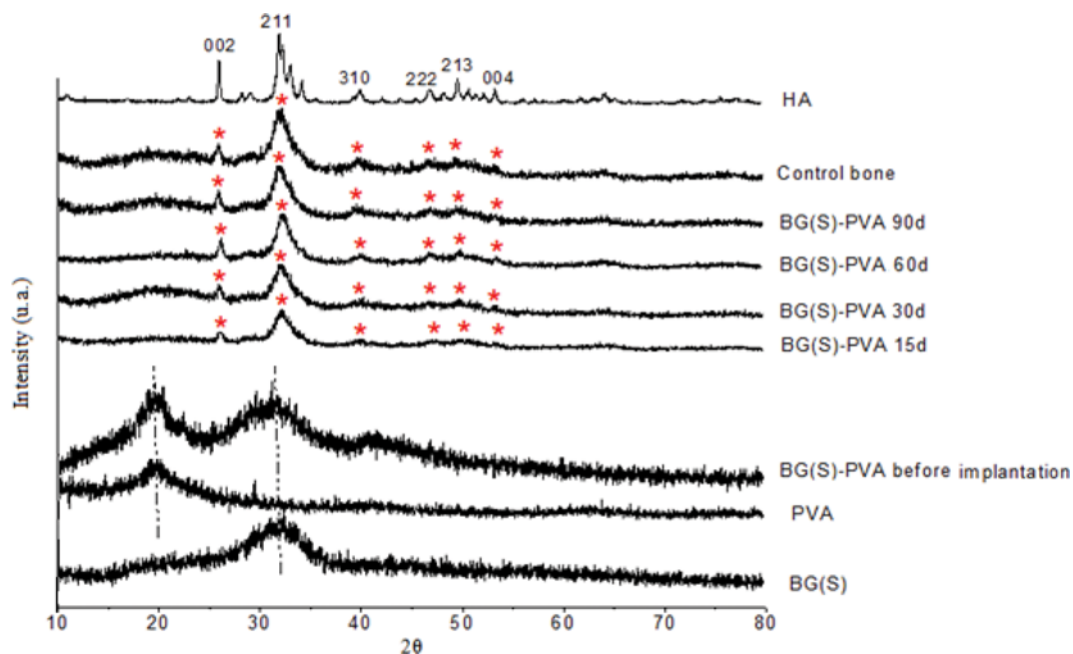 211
002
310
222
213
004
HA
Control bone
BG(S)-PVA 90d
BG(S)-PVA 60d
BG(S)-PVA 30d
BG(S)-PVA 15d
BG(S)-PVA before implantation
PVA
BG(S)
Intensity (u.a.)
10 20 30 40 50 60 70 80
2θ